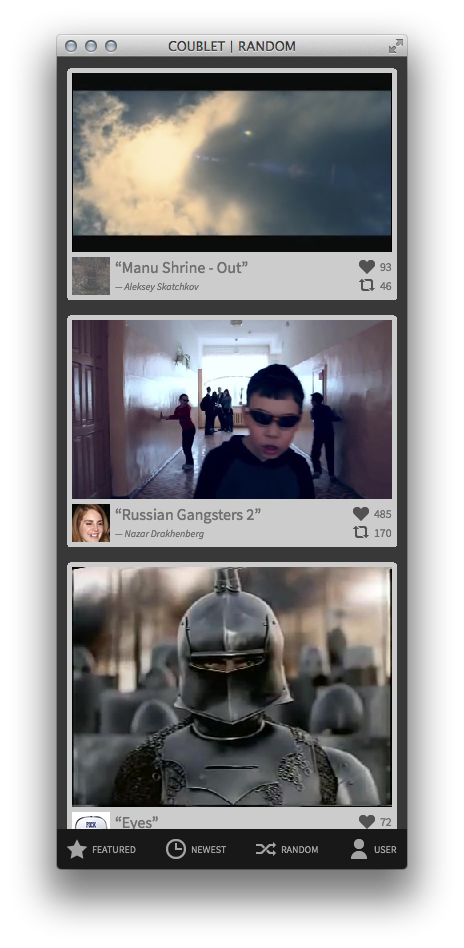 COUBLET | RANDOM
“Manu Shrine - Out”
93
— Aleksey Skatchkov
46
“Russian Gangsters 2”
485
— Nazar Drakhenberg
170
“Eyes”
72
FEATURED NEWEST RANDOM USER